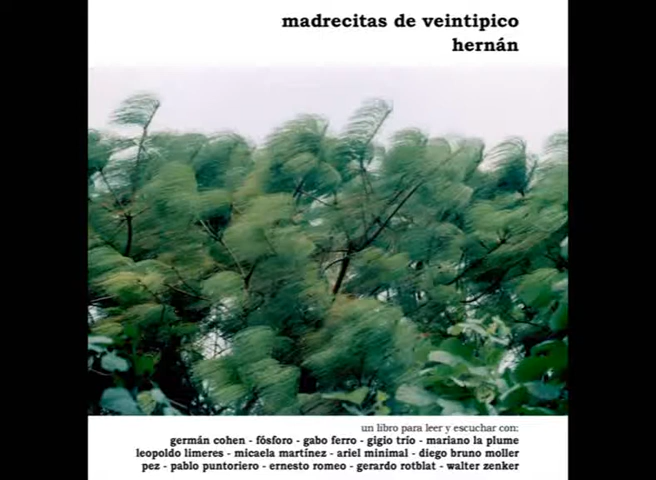 madrecitas de veintipico
hernán
un libro para leer y escuchar con:
germán cohen - fósforo - gabo ferro - gigio trío - mariano la plume
leopoldo limeres - micaela martínez - ariel minimal - diego bruno moller
pez - pablo puntoriero - ernesto romeo - gerardo rotblat - walter zenker